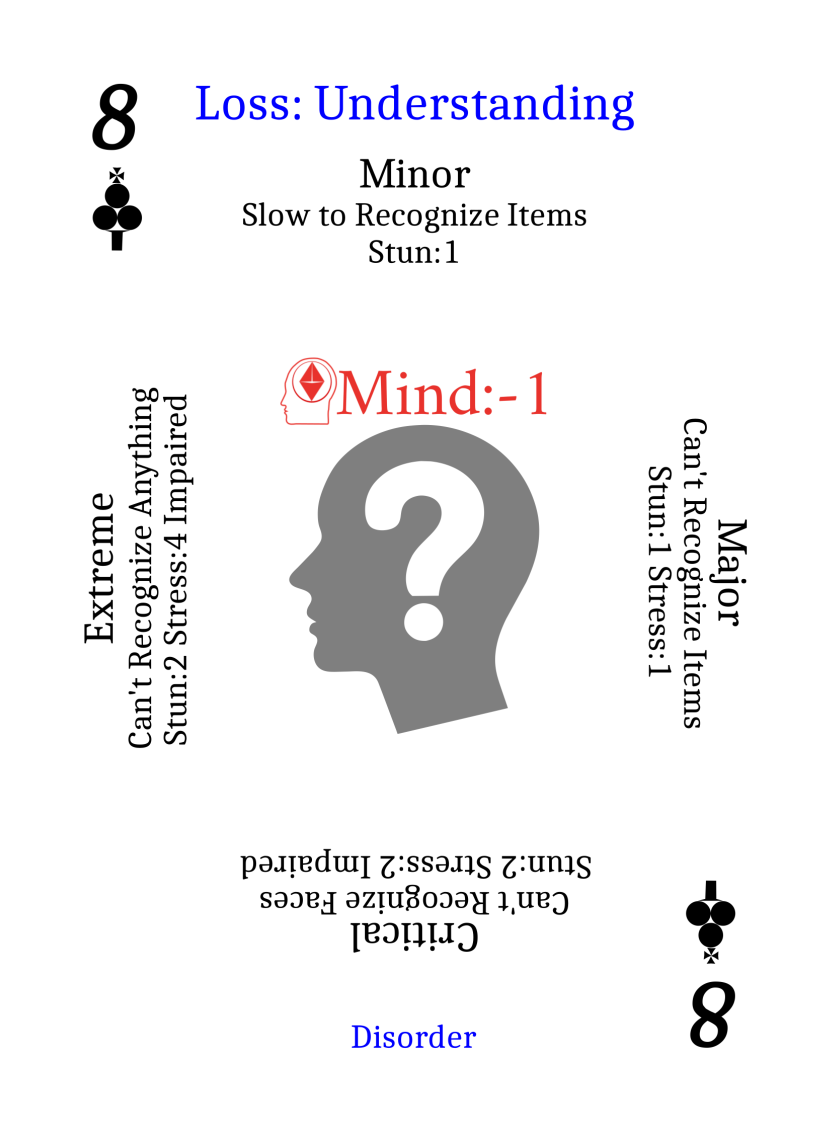 8
Loss: Understanding
Minor
Slow to Recognize Items
Stun:1
Mind:-1
Extreme
Can't Recognize Anything
Stun:2 Stress:4 Impaired
Major
Can't Recognize Items
Stun:1 Stress:1
?
Critical
Can't Recognize Faces
Stun:2 Stress:2 Impaired
8
Disorder